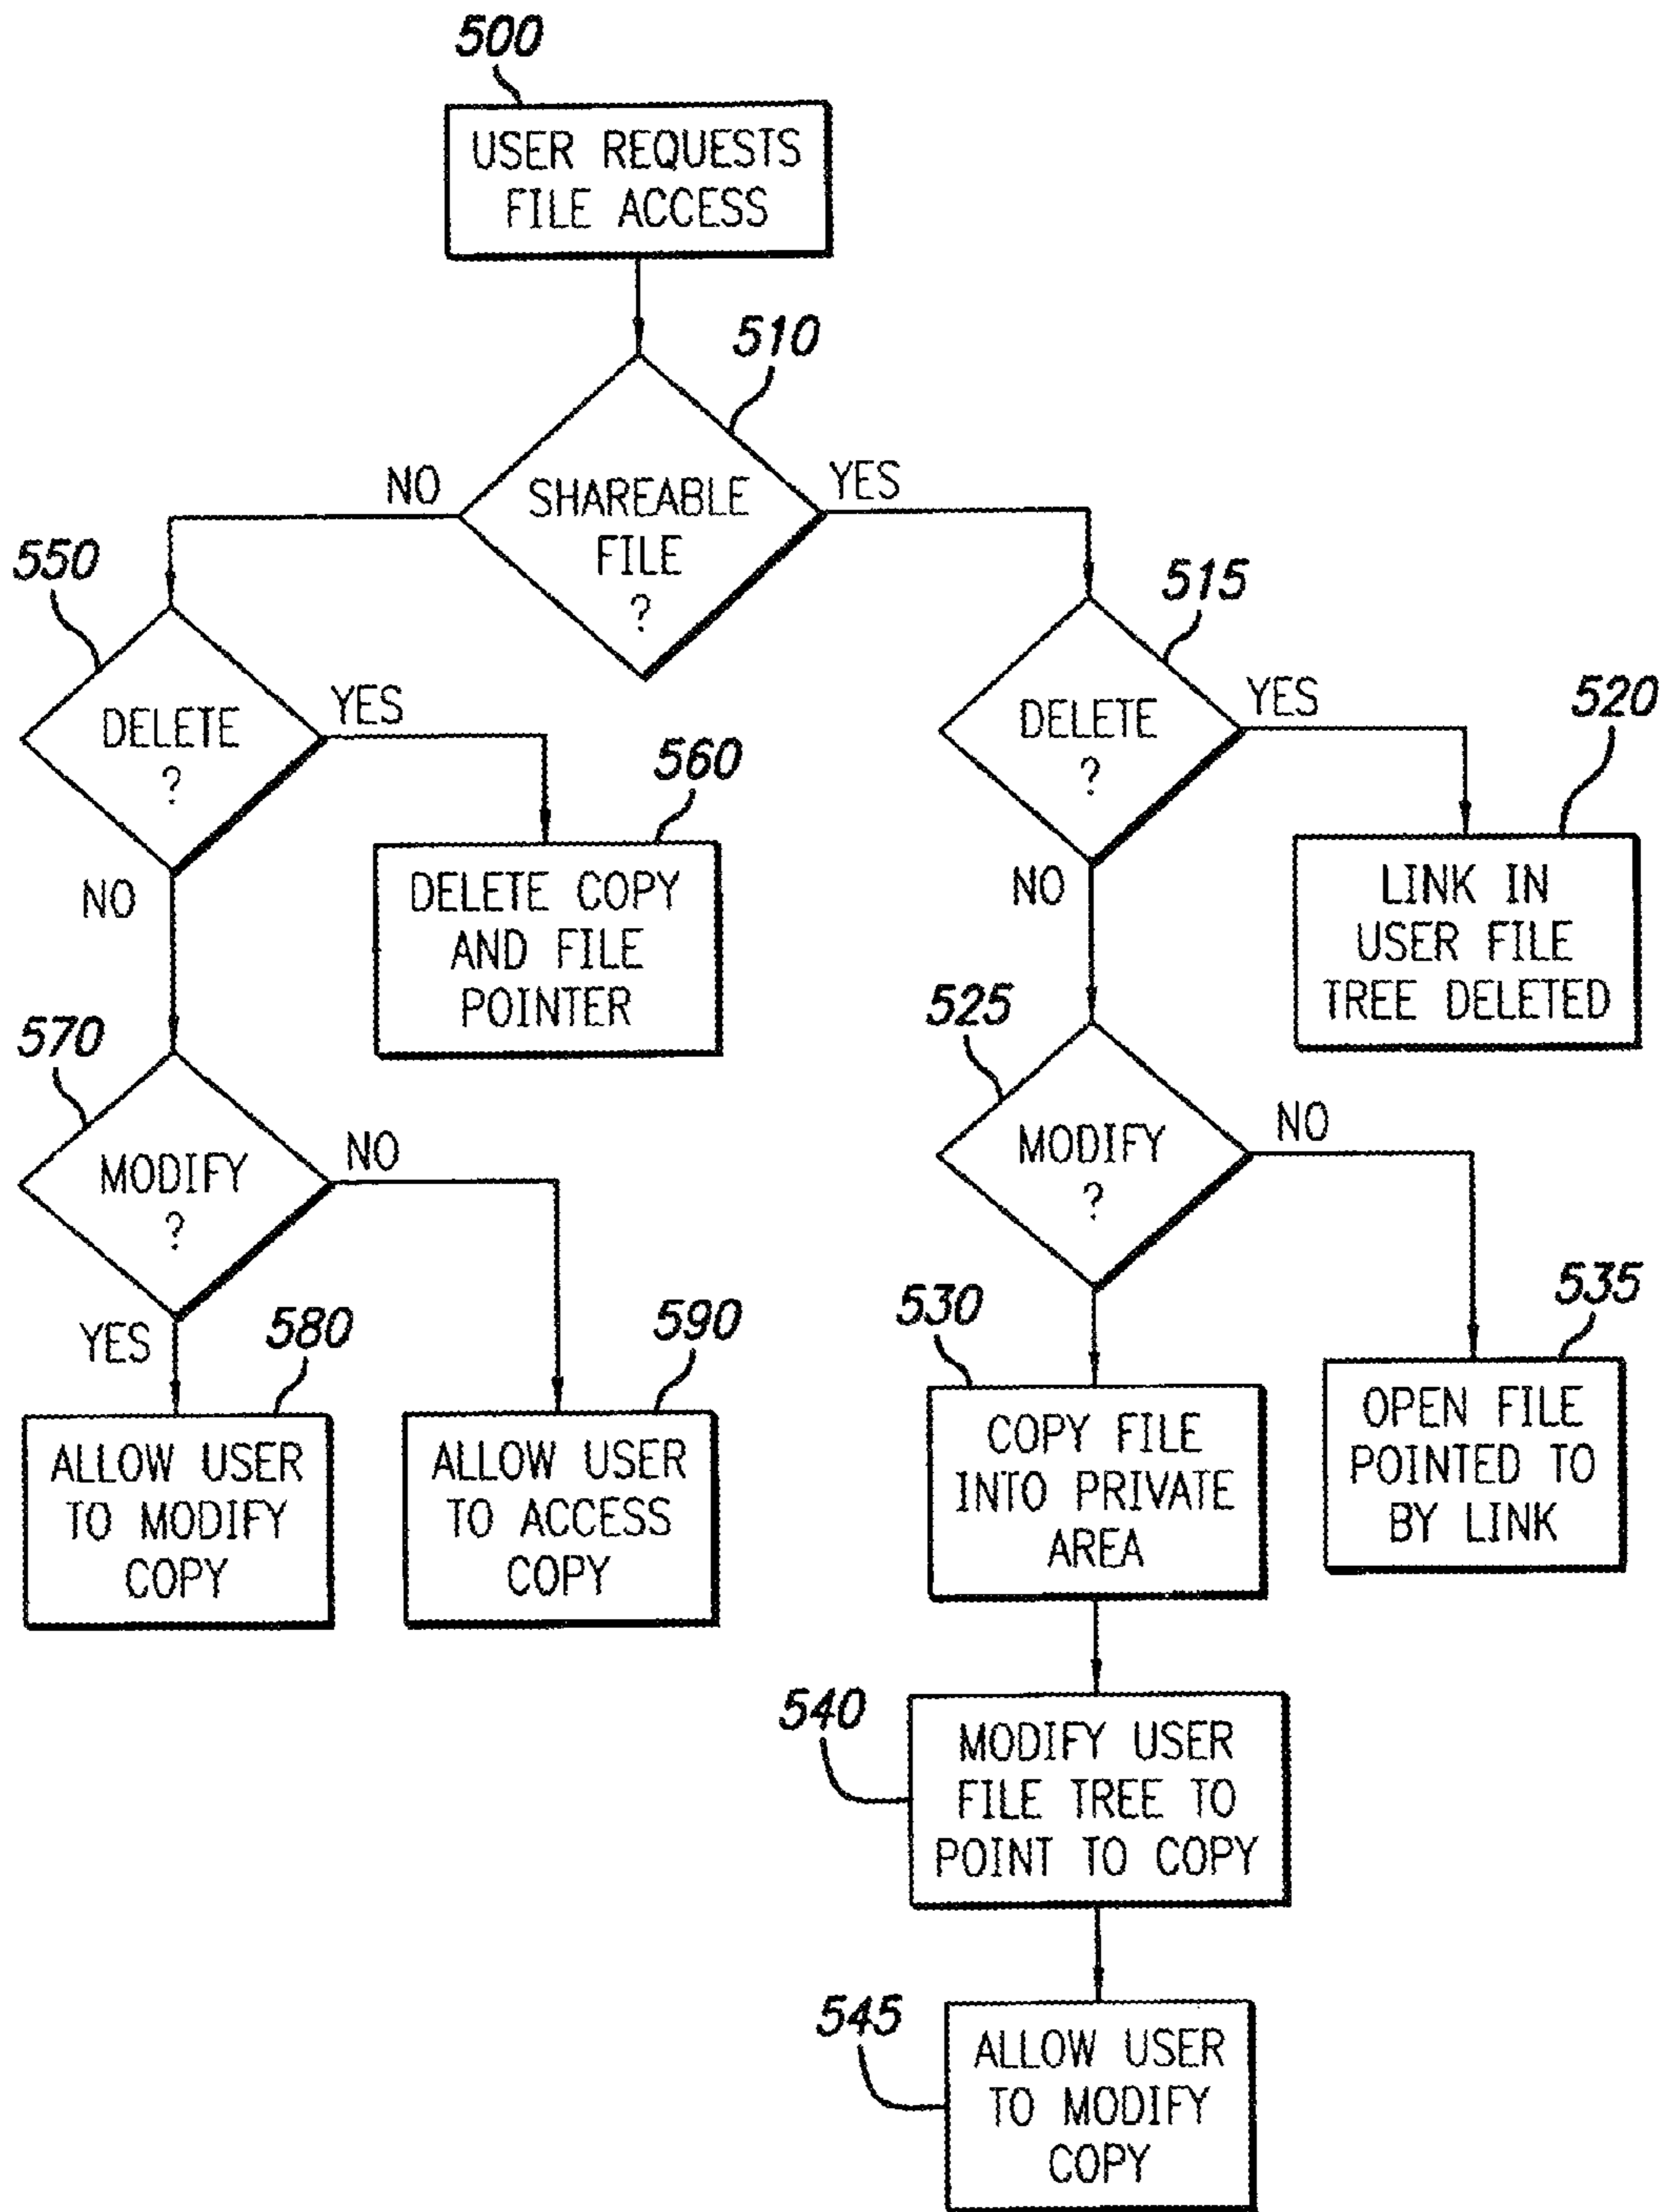 500
USER REQUESTS
FILE ACCESS
510
SHAREABLE
FILE
?
NO
YES
550
DELETE
?
YES
NO
560
DELETE COPY
AND FILE
POINTER
515
DELETE
?
YES
NO
520
LINK IN
USER FILE
TREE DELETED
570
MODIFY
?
NO
YES
580
ALLOW USER
TO MODIFY
COPY
590
ALLOW USER
TO ACCESS
COPY
525
MODIFY
?
NO
530
COPY FILE
INTO PRIVATE
AREA
535
OPEN FILE
POINTED TO
BY LINK
540
MODIFY USER
FILE TREE TO
POINT TO COPY
545
ALLOW USER
TO MODIFY
COPY